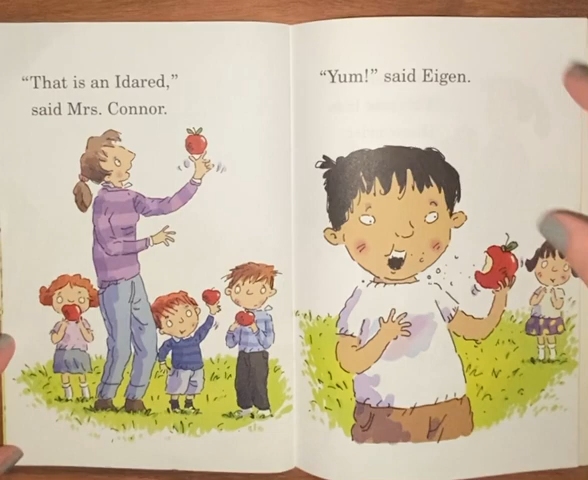 “That is an Idared,”
said Mrs. Connor.
“Yum!” said Eigen.